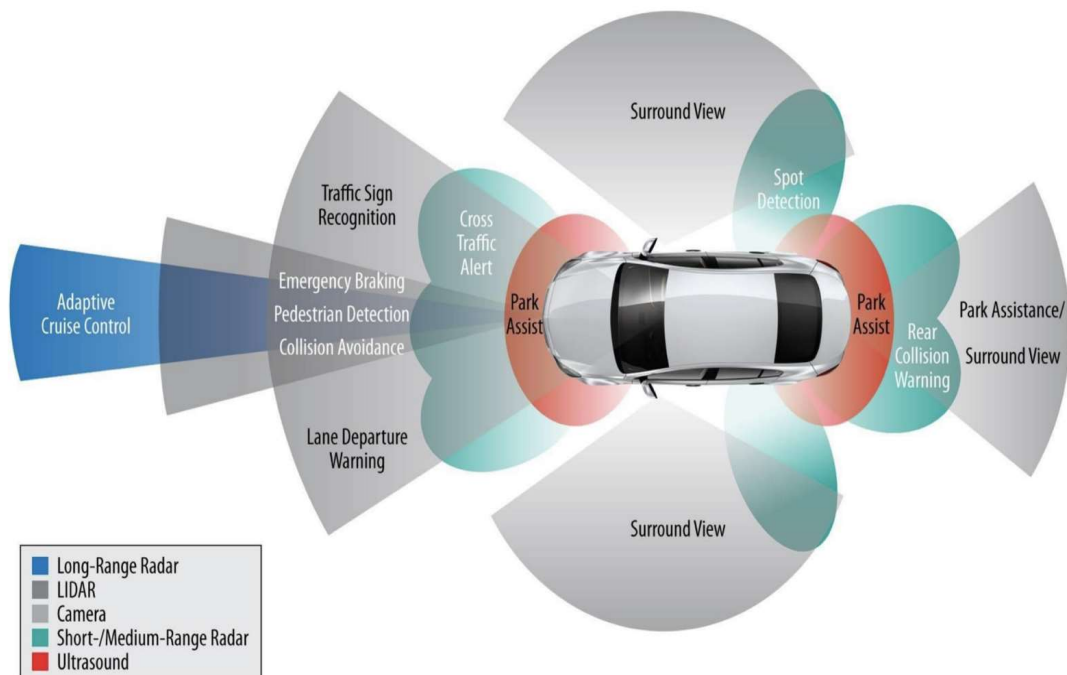 Surround View
Spot
Detection
Traffic Sign
Recognition
Cross
Traffic
Alert
Emergency Braking
Pedestrian Detection
Collision Avoidance
Adaptive
Cruise Control
Park
Assist
Park
Assist
Rear
Collision
Warning
Park Assistance/
Surround View
Lane Departure
Warning
Surround View
Long-Range Radar
LIDAR
Camera
Short-/Medium-Range Radar
Ultrasound